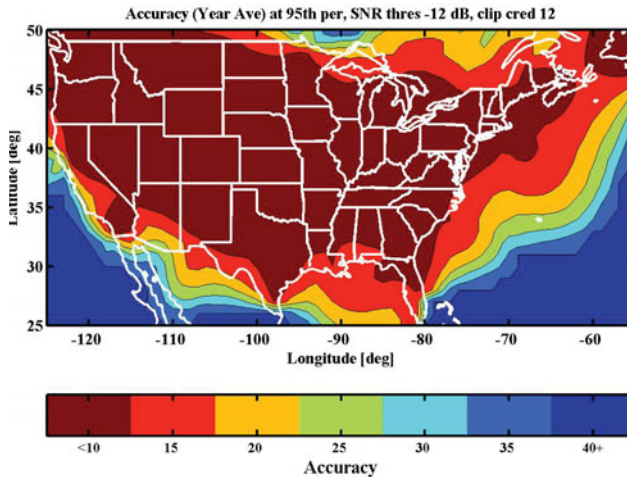 Accuracy (Year Ave) at 95th per, SNR thres -12 dB, clip cred 12
50
45
40
35
30
25
Latitude [deg]
-120 -110 -100 -90 -80 -70 -60
Longitude [deg]
<10 15 20 25 30 35 40+
Accuracy